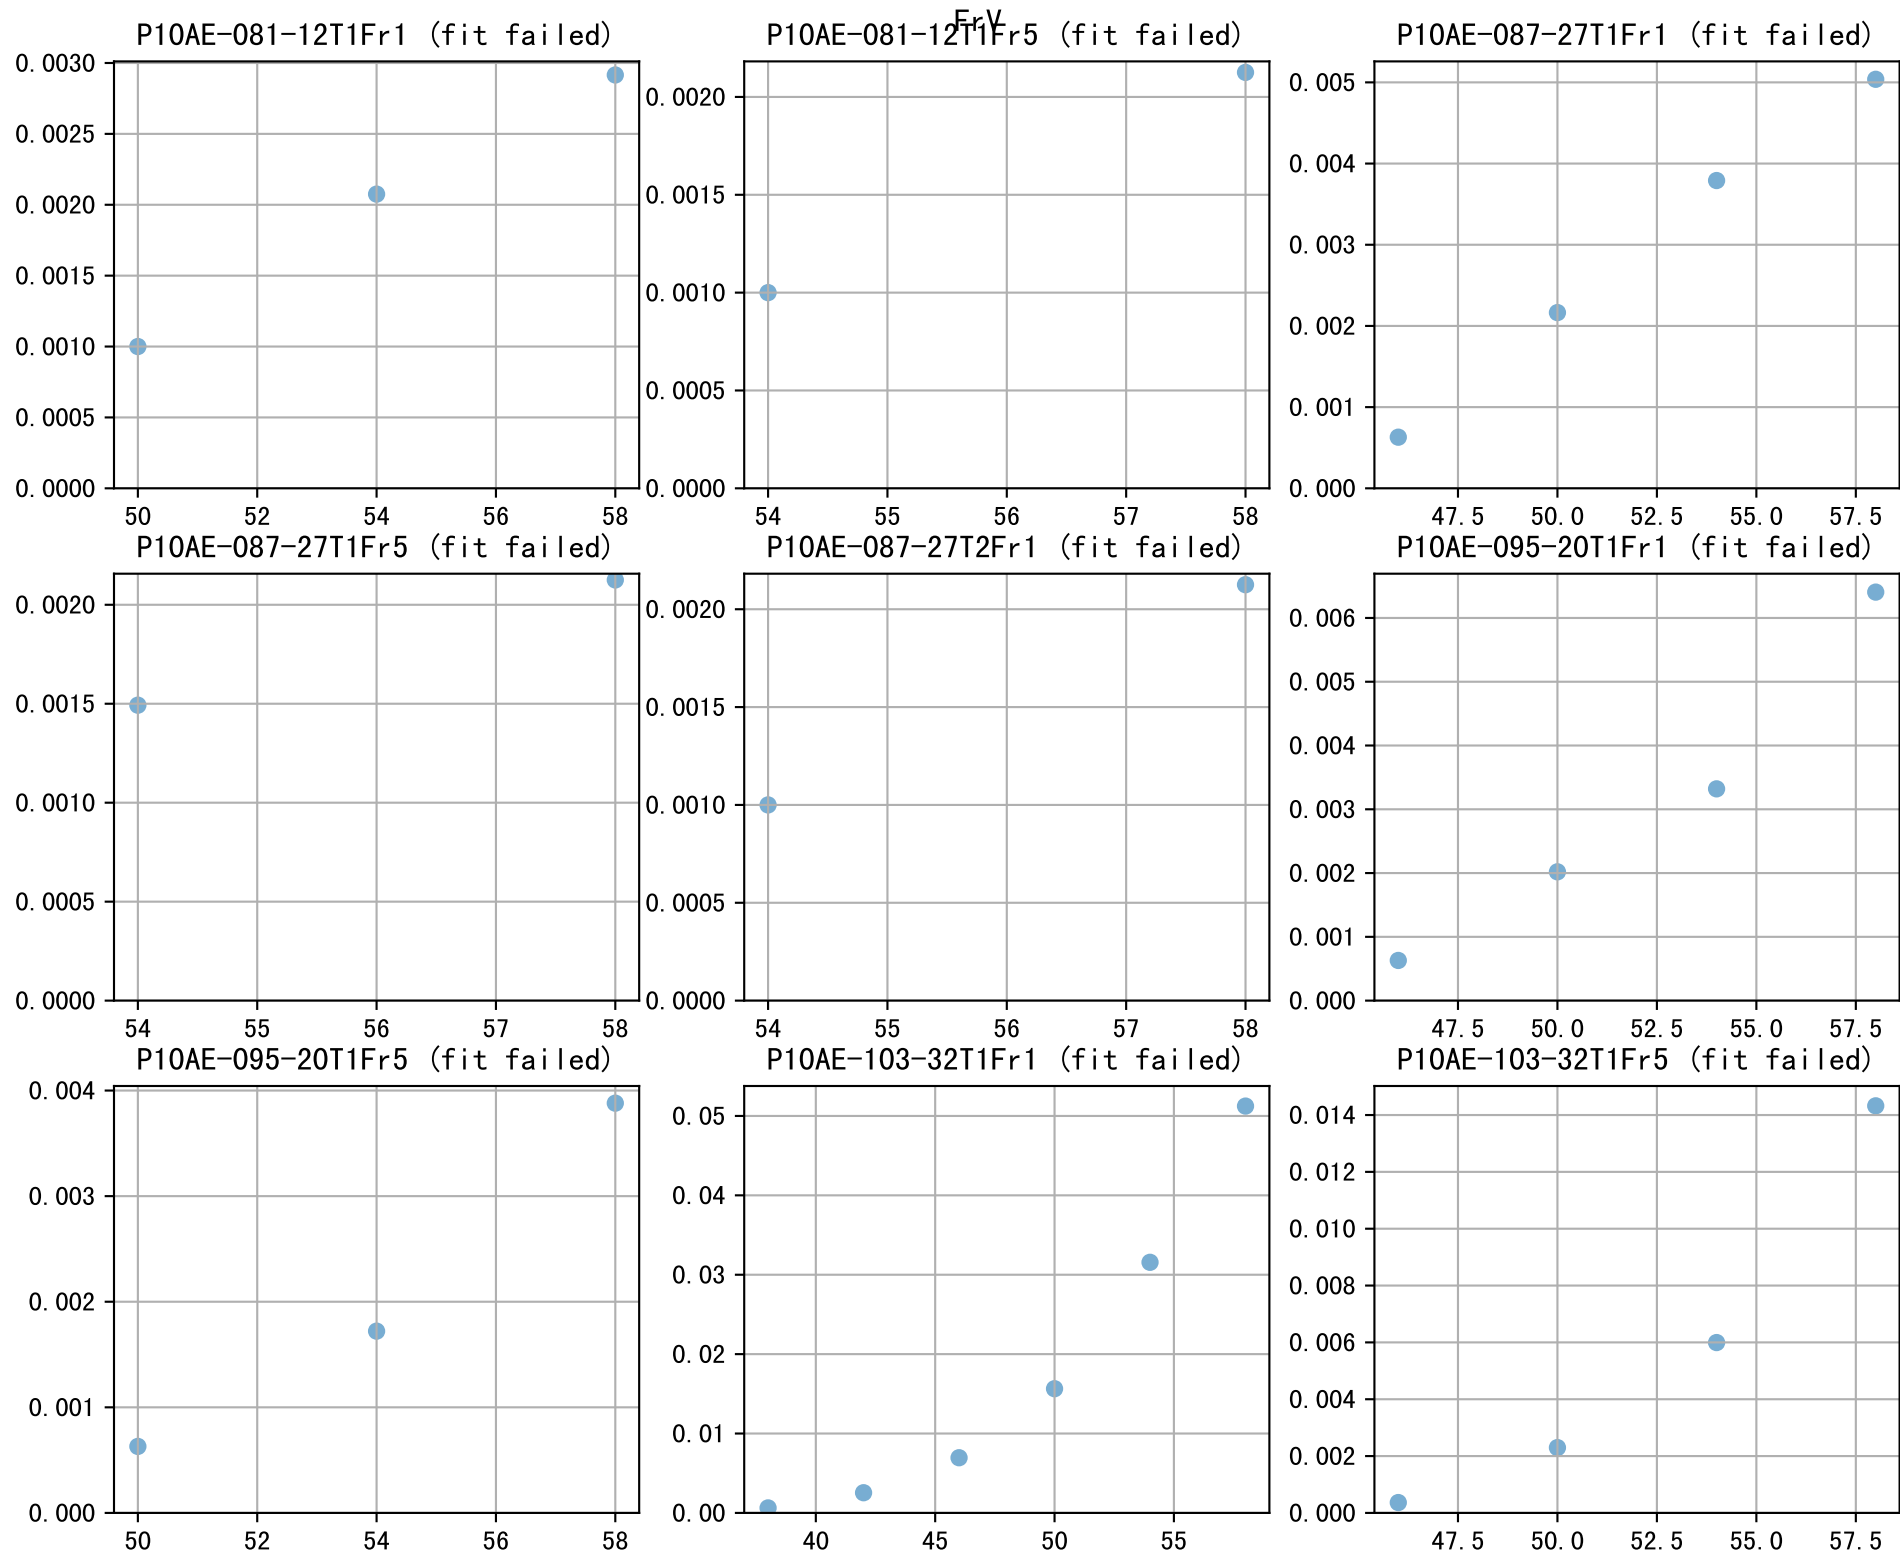 FrV
P10AE-081-12T1Fr1 (fit failed)
0.0030
0.0025
0.0020
0.0015
0.0010
0.0005
0.0000
50 52 54 56 58
P10AE-081-12T1Fr5 (fit failed)
0.0020
0.0015
0.0010
0.0005
0.0000
54 55 56 57 58
P10AE-087-27T1Fr1 (fit failed)
0.005
0.004
0.003
0.002
0.001
0.000
47.5 50.0 52.5 55.0 57.5
P10AE-087-27T1Fr5 (fit failed)
0.0020
0.0015
0.0010
0.0005
0.0000
54 55 56 57 58
P10AE-087-27T2Fr1 (fit failed)
0.0020
0.0015
0.0010
0.0005
0.0000
54 55 56 57 58
P10AE-095-20T1Fr1 (fit failed)
0.006
0.005
0.004
0.003
0.002
0.001
0.000
47.5 50.0 52.5 55.0 57.5
P10AE-095-20T1Fr5 (fit failed)
0.004
0.003
0.002
0.001
0.000
50 52 54 56 58
P10AE-103-32T1Fr1 (fit failed)
0.05
0.04
0.03
0.02
0.01
0.00
40 45 50 55
P10AE-103-32T1Fr5 (fit failed)
0.014
0.012
0.010
0.008
0.006
0.004
0.002
0.000
47.5 50.0 52.5 55.0 57.5